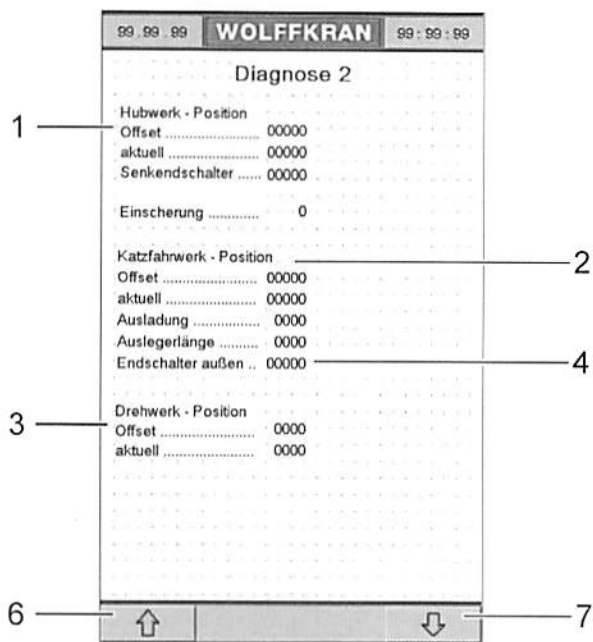 99.99.99 WOLFFKRAN 99:99:99
Diagnose 2
Hubwerk - Position
1
Offset .................... 00000
aktuell .................... 00000
Senkendschalter ...... 00000
Einscherung ............. 0
Katzfahrwerk - Position 2
Offset .................... 00000
aktuell .................... 00000
Ausladung ................ 0000
Auslegerlänge ........... 0000
Endschalter außen .. 00000 4
Drehwerk - Position
3
Offset ...................... 0000
aktuell ...................... 0000
6 7